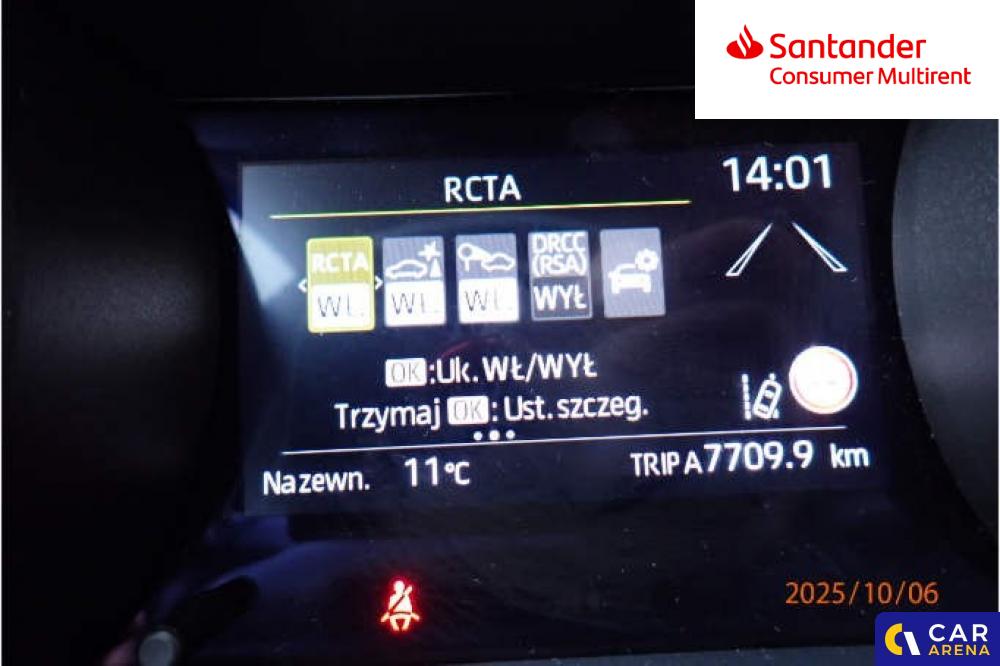 Santander
Consumer Multirent
RCTA
14:01
RCTA
WŁ.
WŁ.
WŁ.
DRCC
(RSA)
WYŁ
OK:Uk. WŁ/WYŁ
Trzymaj OK: Ust. szczeg.
Na zewn. 11°C
TRIP A 7709.9 km
2025/10/06
CAR
ARENA